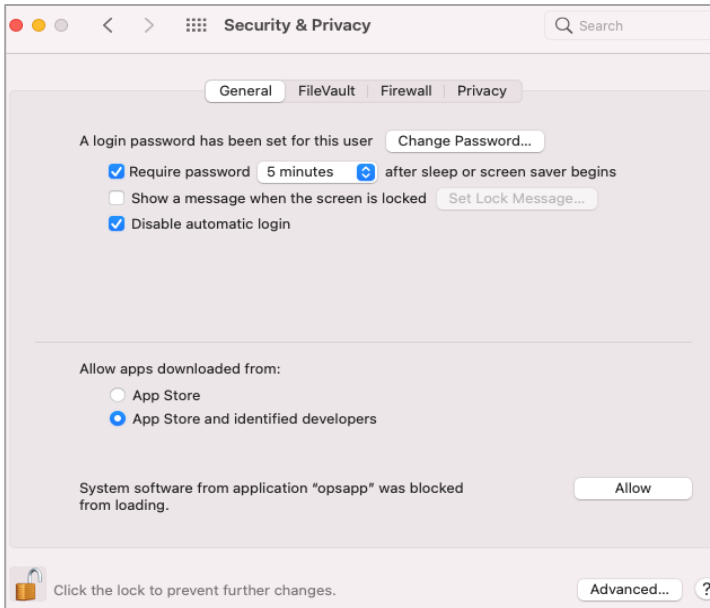 Security & Privacy
Search
General FileVault Firewall Privacy
A login password has been set for this user Change Password...
Require password 5 minutes after sleep or screen saver begins
Show a message when the screen is locked Set Lock Message...
Disable automatic login
Allow apps downloaded from:
App Store
App Store and identified developers
System software from application “opsapp” was blocked Allow
from loading.
Click the lock to prevent further changes. Advanced... ?